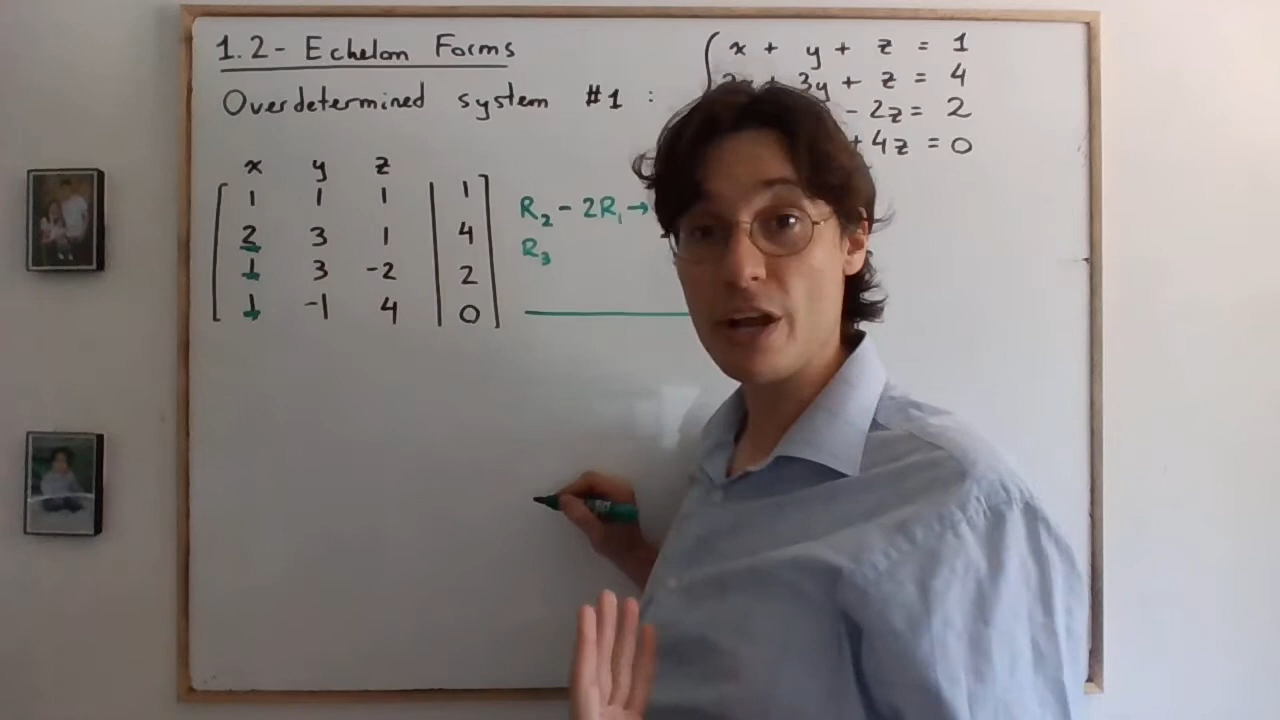 1.2 - Echelon Forms
Overdetermined system #1 :
x + y + z = 1
3y + z = 4
- 2z = 2
+ 4z = 0
x y z
1 1 1 | 1
2 3 1 | 4
1 3 -2 | 2
1 -1 4 | 0
R2 - 2R1 →
R3